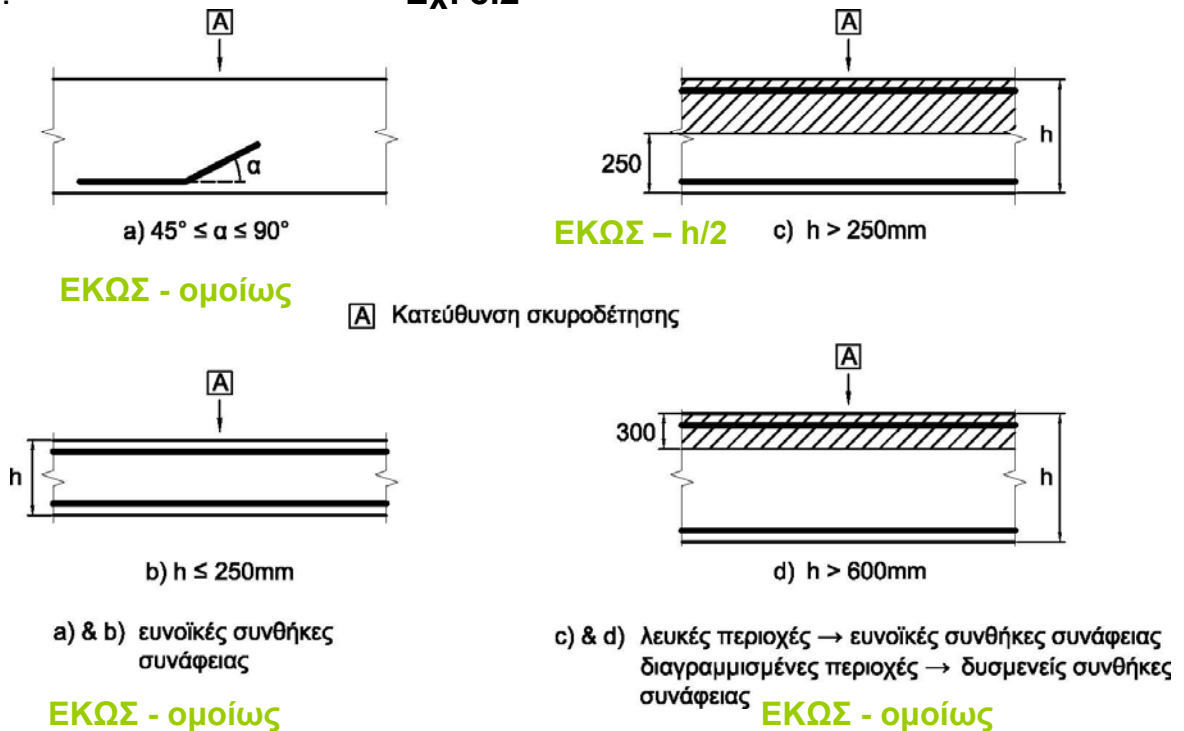 A
A
α
a) 45° ≤ α ≤ 90°
ΕΚΩΣ - ομοίως
250
h
ΕΚΩΣ – h/2
c) h > 250mm
A Κατεύθυνση σκυροδέτησης
A
h
b) h ≤ 250mm
A
300
h
d) h > 600mm
a) & b) ευνοϊκές συνθήκες
συνάφειας
ΕΚΩΣ - ομοίως
c) & d) λευκές περιοχές → ευνοϊκές συνθήκες συνάφειας
διαγραμμισμένες περιοχές → δυσμενείς συνθήκες
συνάφειας
ΕΚΩΣ - ομοίως